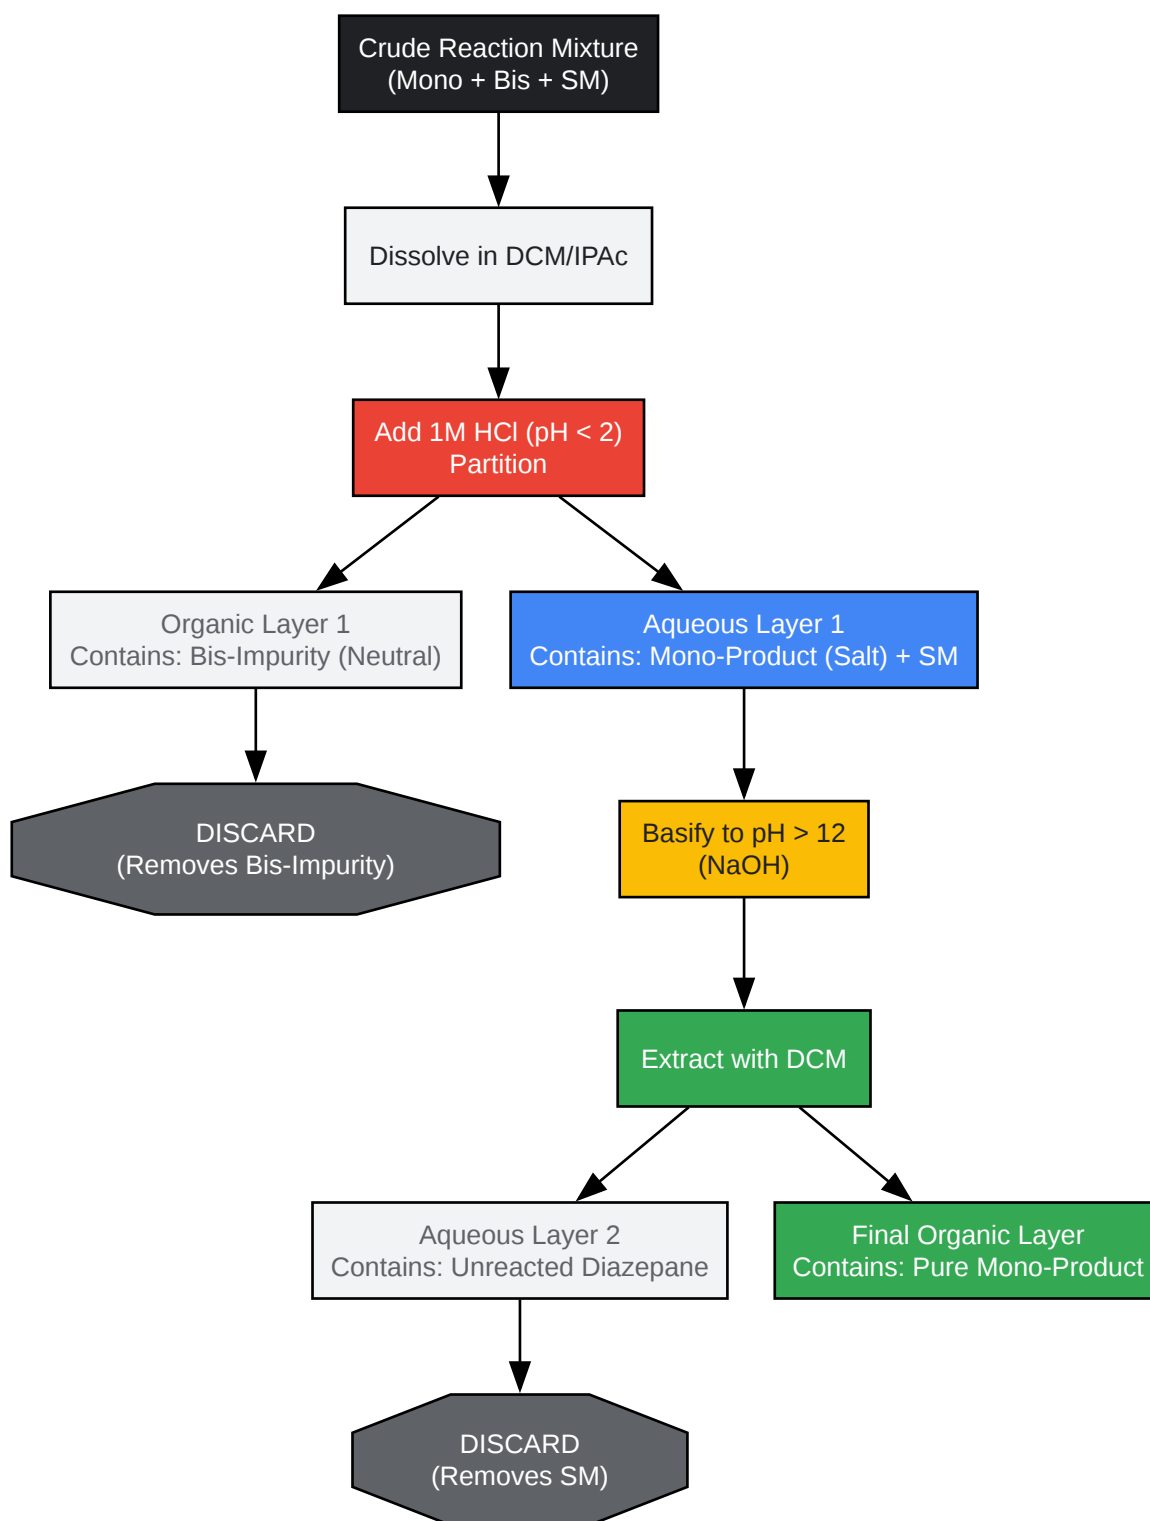 Crude Reaction Mixture
(Mono + Bis + SM)
Dissolve in DCM/IPAc
Add 1M HCl (pH < 2)
Partition
Organic Layer 1
Contains: Bis-Impurity (Neutral)
Aqueous Layer 1
Contains: Mono-Product (Salt) + SM
DISCARD
(Removes Bis-Impurity)
Basify to pH > 12
(NaOH)
Extract with DCM
Aqueous Layer 2
Contains: Unreacted Diazepane
Final Organic Layer
Contains: Pure Mono-Product
DISCARD
(Removes SM)